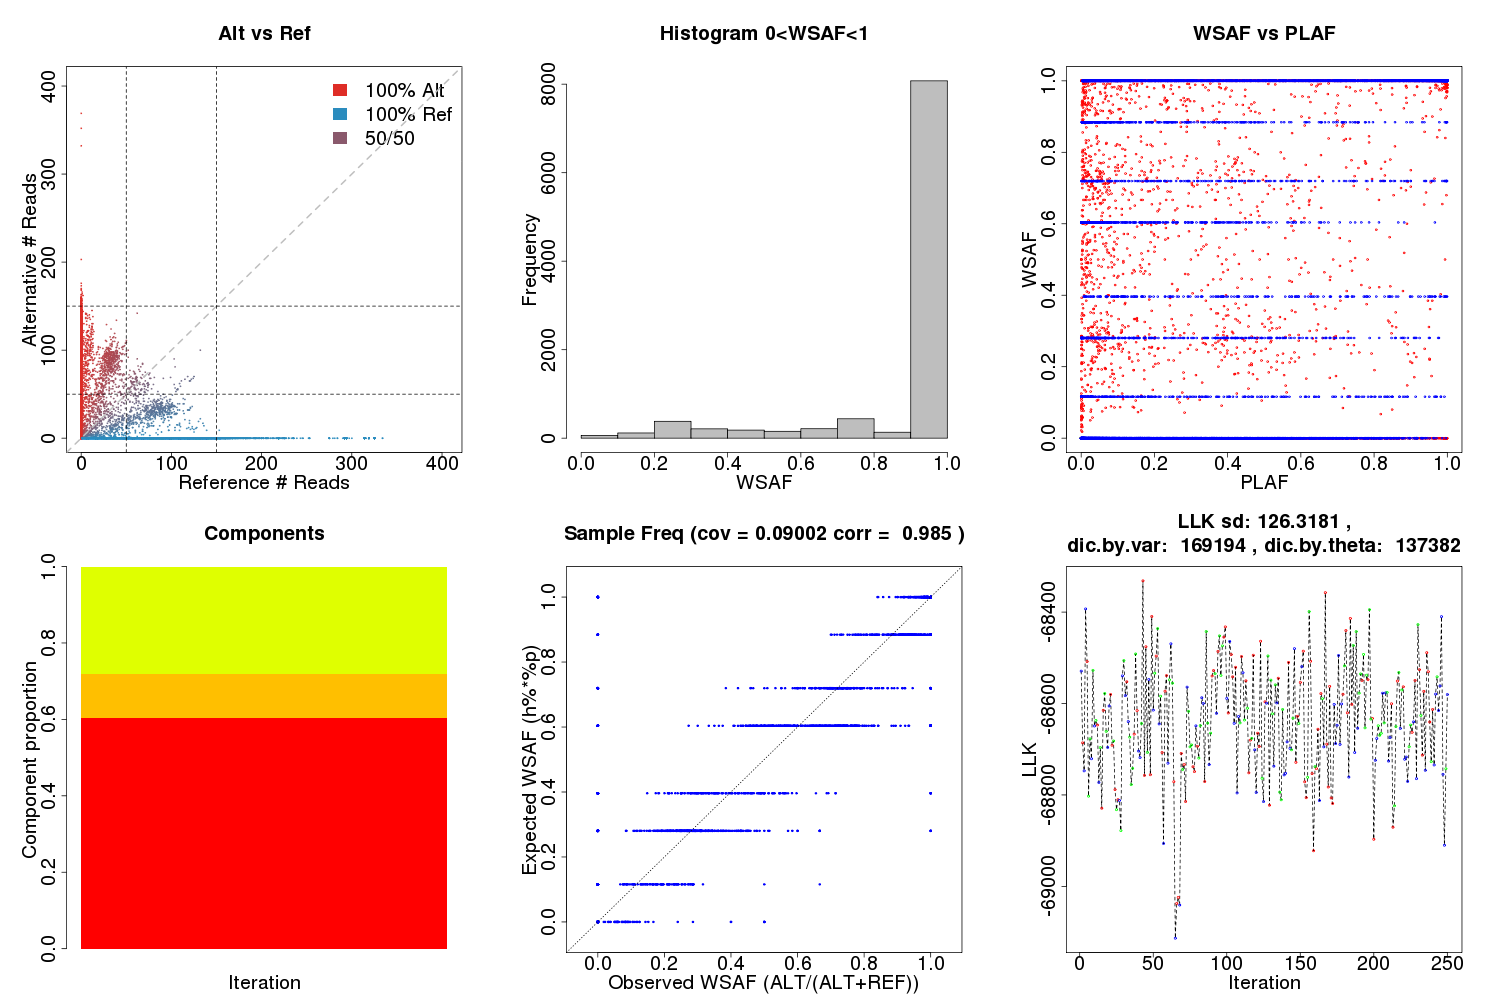 Alt vs Ref
100% Alt
100% Ref
50/50
400
300
200
100
0
Alternative # Reads
0 100 200 300 400
Reference # Reads
Histogram 0<WSAF<1
8000
6000
4000
2000
0
Frequency
0.0 0.2 0.4 0.6 0.8 1.0
WSAF
WSAF vs PLAF
1.0
0.8
0.6
0.4
0.2
0.0
WSAF
0.0 0.2 0.4 0.6 0.8 1.0
PLAF
Components
1.0
0.8
0.6
0.4
0.2
0.0
Component proportion
Iteration
Sample Freq (cov = 0.09002 corr = 0.985 )
1.0
0.8
0.6
0.4
0.2
0.0
Expected WSAF (h%*%p)
0.0 0.2 0.4 0.6 0.8 1.0
Observed WSAF (ALT/(ALT+REF))
LLK sd: 126.3181 ,
dic.by.var: 169194 , dic.by.theta: 137382
-68400
-68600
-68800
-69000
LLK
0 50 100 150 200 250
Iteration